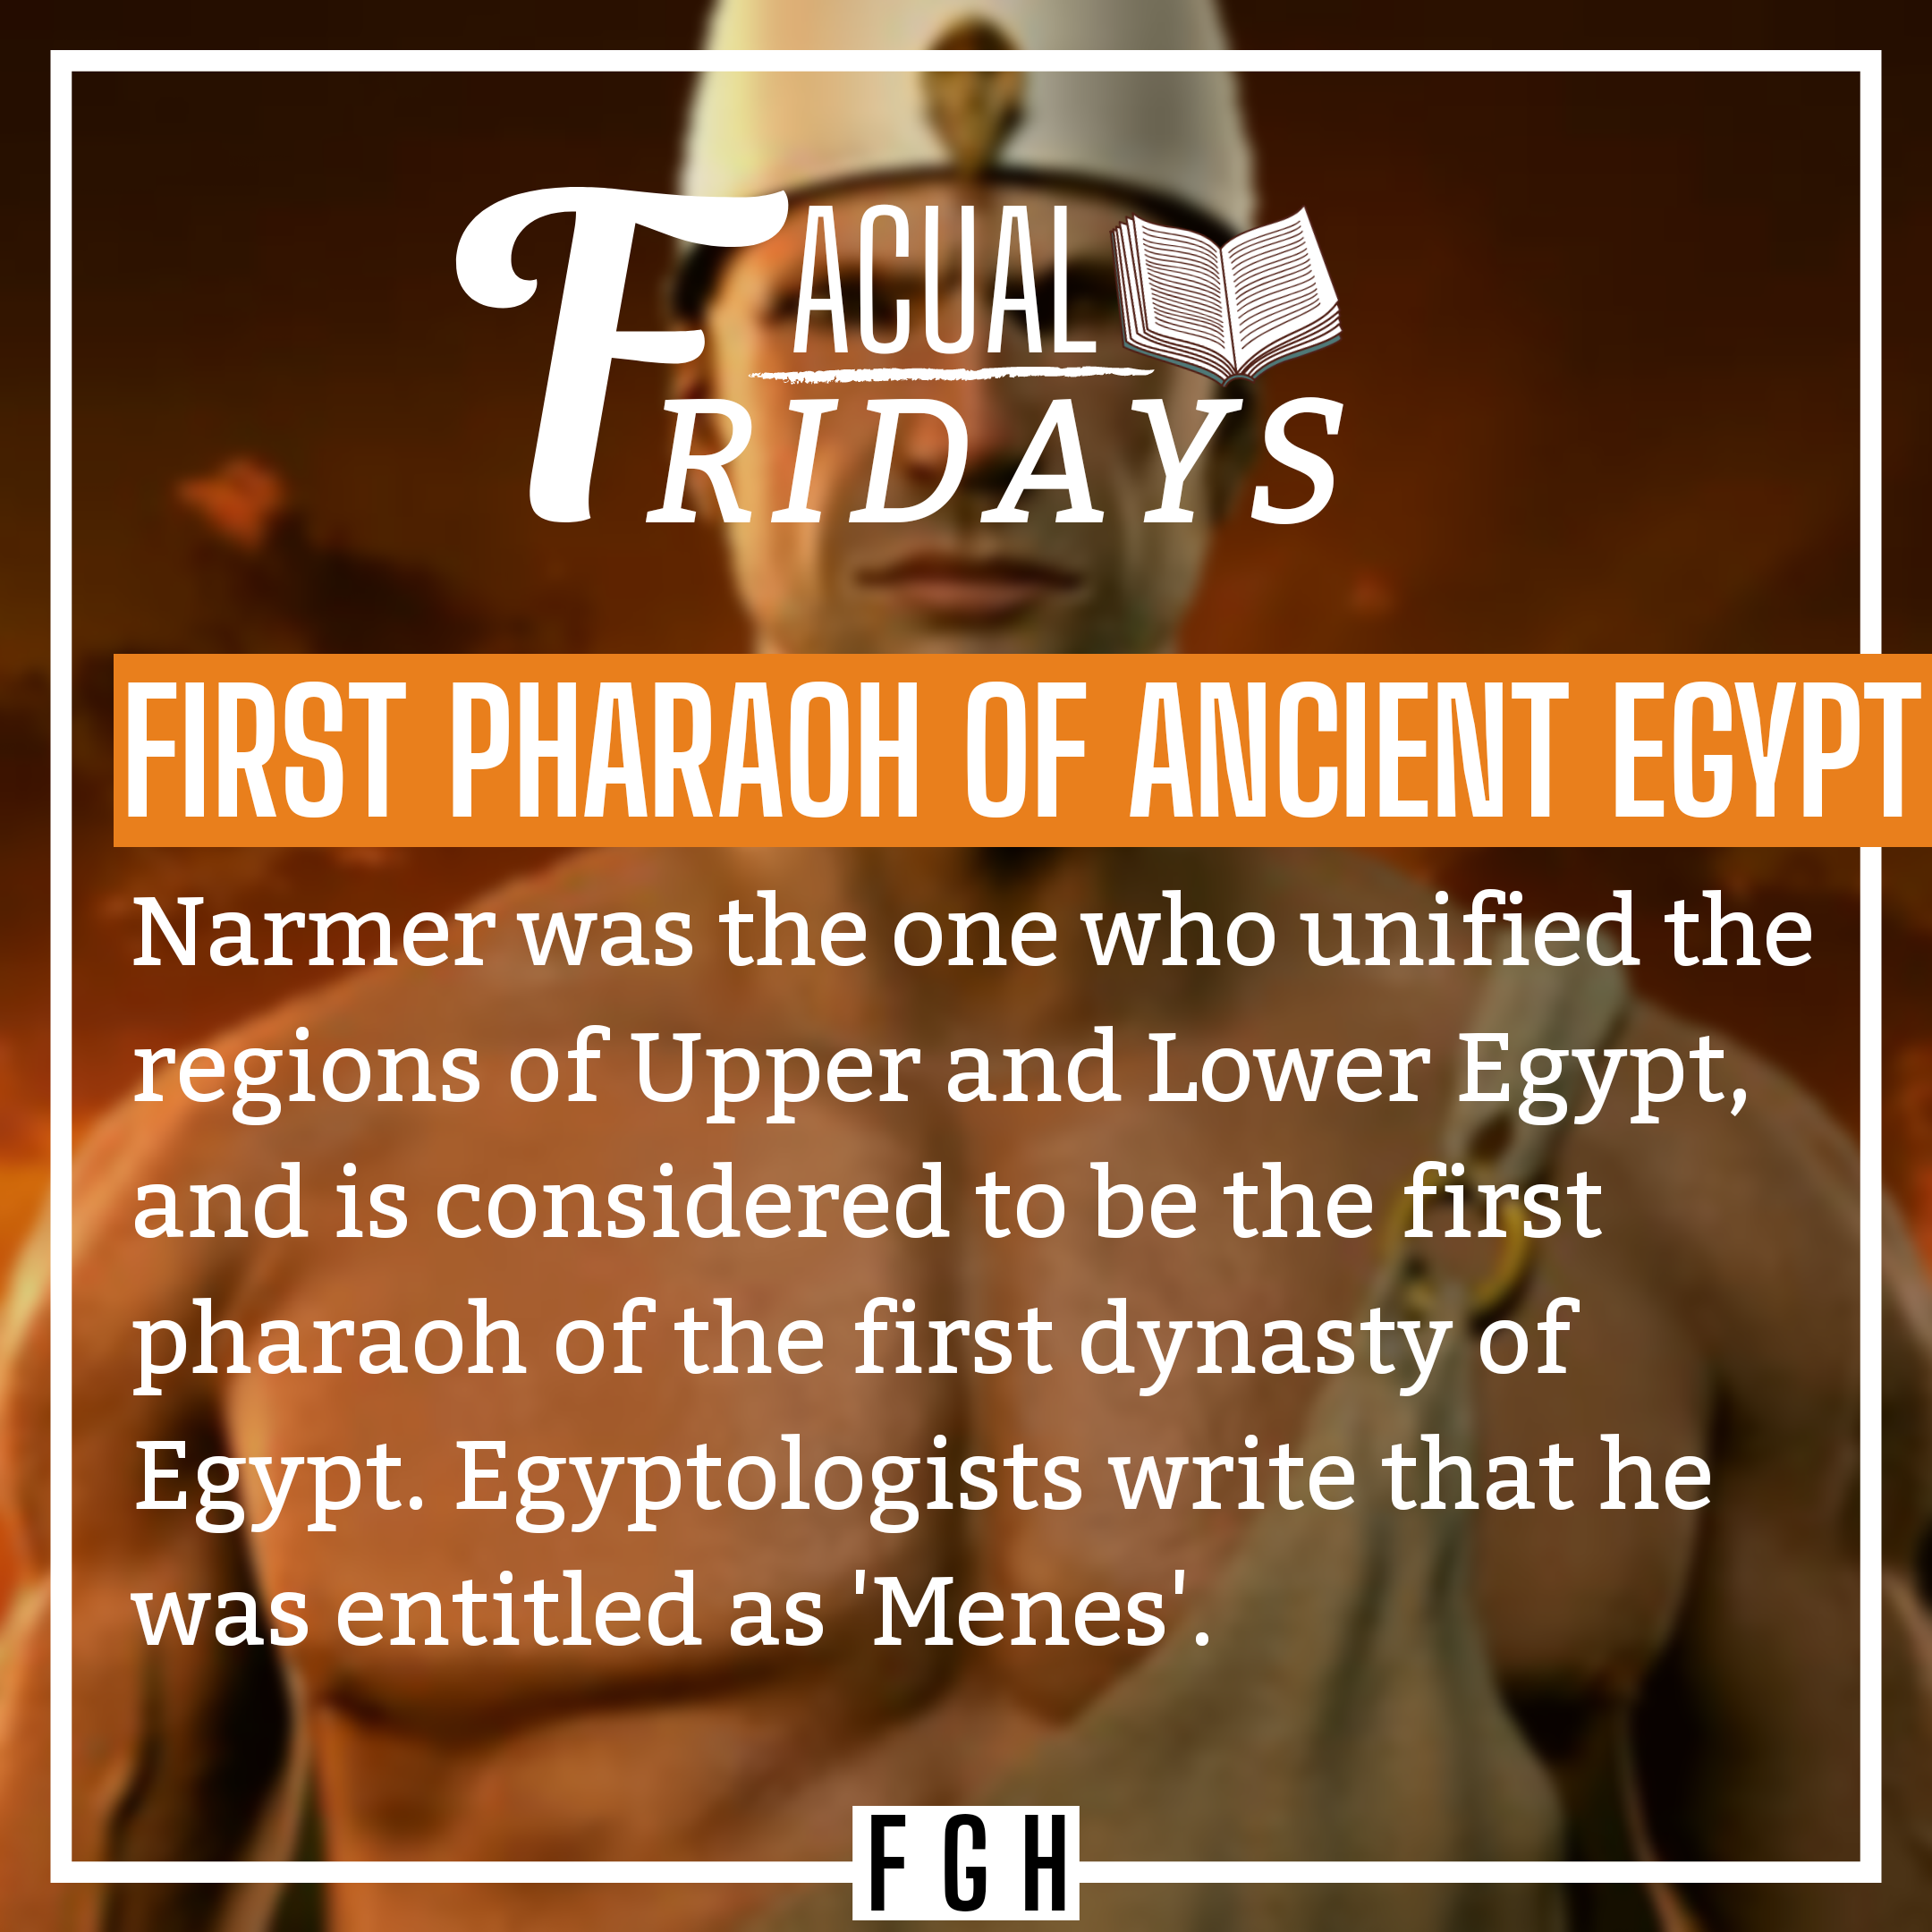 FACUAL
FRIDAYS
FIRST PHARAOH OF ANCIENT EGYPT
Narmer was the one who unified the
regions of Upper and Lower Egypt,
and is considered to be the first
pharaoh of the first dynasty of
Egypt. Egyptologists write that he
was entitled as 'Menes'.
FGH